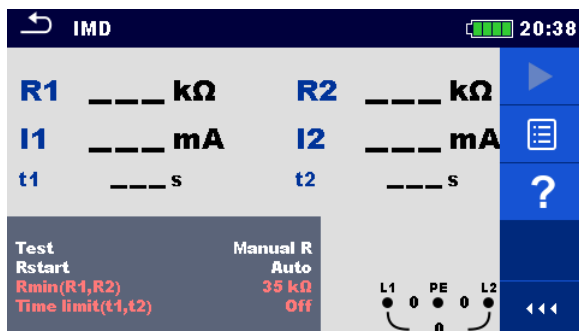 IMD 20:38
R1 ___ kΩ R2 ___ kΩ
I1 ___ mA I2 ___ mA
t1 ___ s t2 ___ s
?
Test Manual R
Rstart Auto
Rmin(R1,R2) 35 kΩ
Time limit(t1,t2) Off
L1 PE L2
0 0
0